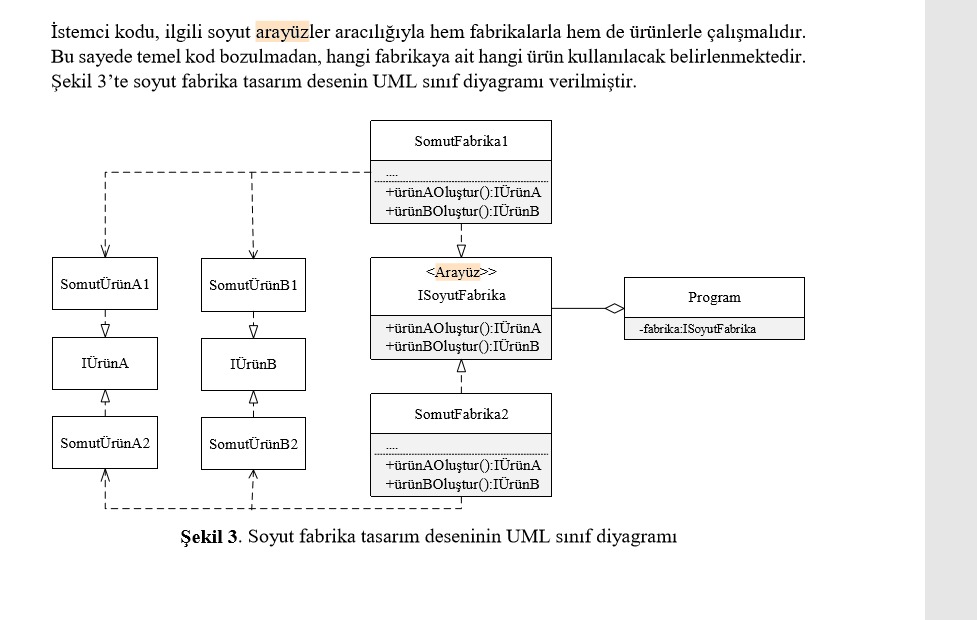 İstemci kodu, ilgili soyut arayüzler aracılığıyla hem fabrikalarla hem de ürünlerle çalışmalıdır.
Bu sayede temel kod bozulmadan, hangi fabrikaya ait hangi ürün kullanılacak belirlenmektedir.
Şekil 3’te soyut fabrika tasarım desenin UML sınıf diyagramı verilmiştir.
SomutFabrika1
....
+ürünAOluştur():IÜrünA
+ürünBOluştur():IÜrünB
SomutÜrünA1
SomutÜrünB1
<Arayüz>>
ISoyutFabrika
+ürünAOluştur():IÜrünA
+ürünBOluştur():IÜrünB
Program
-fabrika:ISoyutFabrika
IÜrünA
IÜrünB
SomutÜrünA2
SomutÜrünB2
SomutFabrika2
....
+ürünAOluştur():IÜrünA
+ürünBOluştur():IÜrünB
Şekil 3. Soyut fabrika tasarım deseninin UML sınıf diyagramı